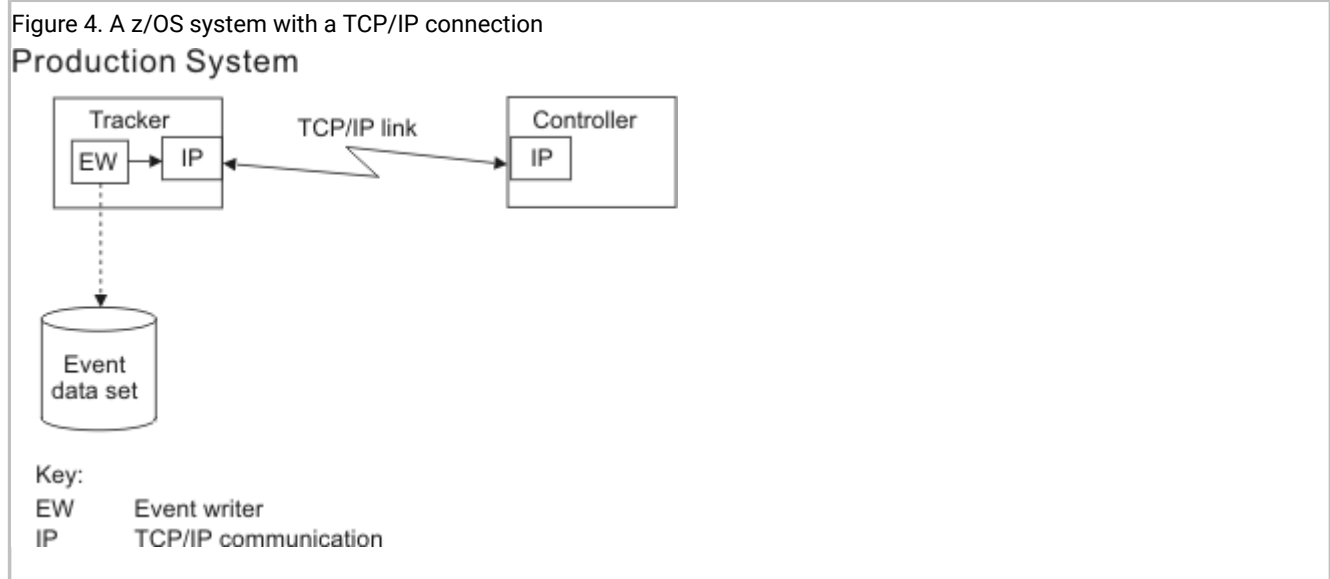 Figure 4. A z/OS system with a TCP/IP connection
Production System
Tracker
TCP/IP link
Controller
EW
IP
IP
Event
data set
Key:
EW Event writer
IP TCP/IP communication